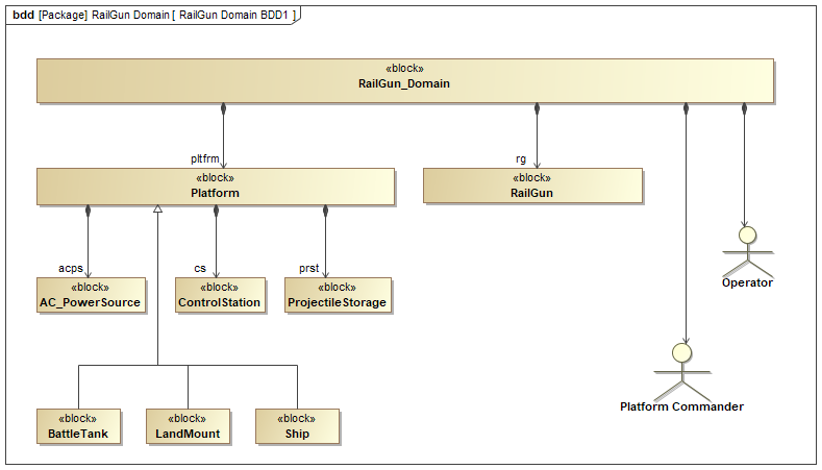 bdd [Package] RailGun Domain [ RailGun Domain BDD1 ]
«block»
RailGun_Domain
pltfrm
rg
«block»
Platform
«block»
RailGun
acps
cs
prst
«block»
AC_PowerSource
«block»
ControlStation
«block»
ProjectileStorage
Operator
Platform Commander
«block»
BattleTank
«block»
LandMount
«block»
Ship